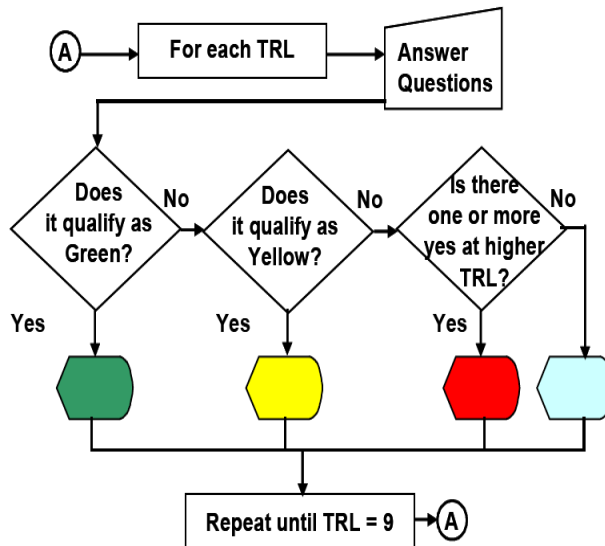 A
For each TRL
Answer
Questions
Does
it qualify as
Green?
No
Does
it qualify as
Yellow?
No
Is there
one or more
yes at higher
TRL?
No
Yes
Yes
Yes
Repeat until TRL = 9
A